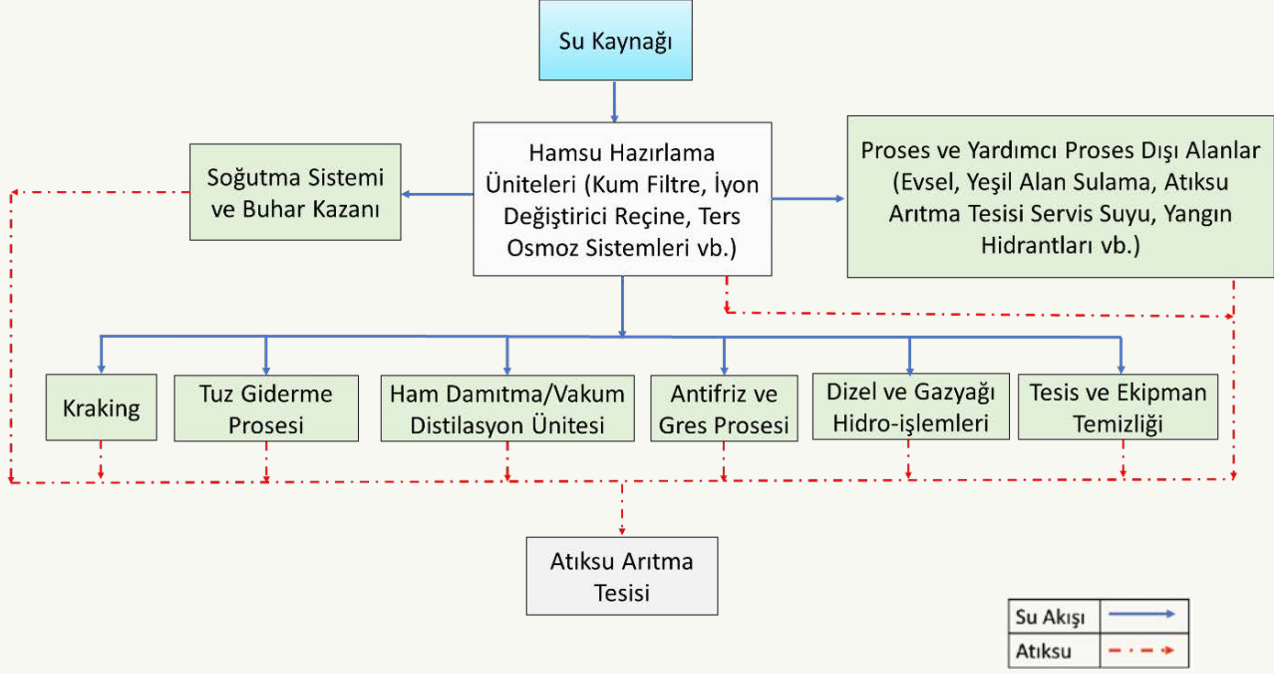 Su Kaynağı
Hamsu Hazırlama
Üniteleri (Kum Filtre, İyon
Değiştirici Reçine, Ters
Osmoz Sistemleri vb.)
Soğutma Sistemi
ve Buhar Kazanı
Proses ve Yardımcı Proses Dışı Alanlar
(Evsel, Yeşil Alan Sulama, Atıksu
Arıtma Tesisi Servis Suyu, Yangın
Hidrantları vb.)
Kraking
Tuz Giderme
Prosesi
Ham Damıtma/Vakum
Distilasyon Ünitesi
Antifriz ve
Gres Prosesi
Dizel ve Gazyağı
Hidro-işlemleri
Tesis ve Ekipman
Temizliği
Atıksu Arıtma
Tesisi
Su Akışı
Atıksu